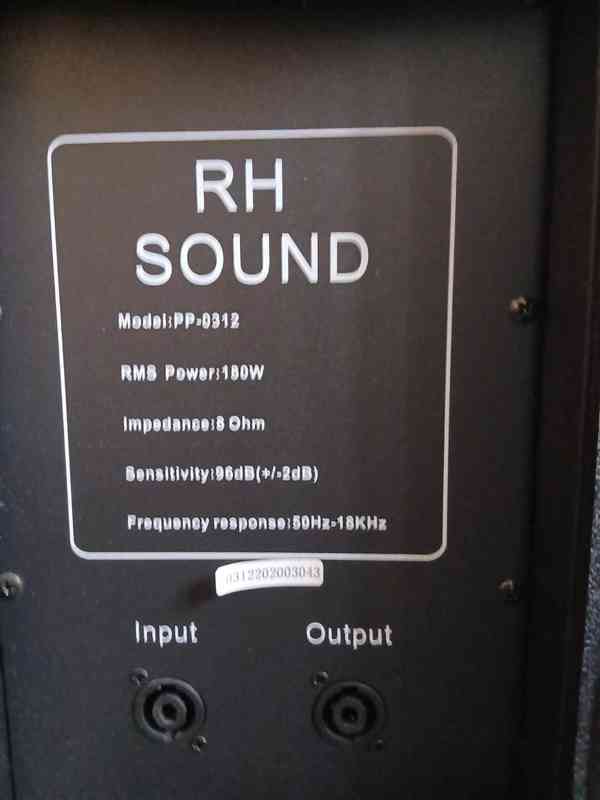 RH
SOUND
Model:PP-0312
RMS Power:180W
Impedance:8 Ohm
Sensitivity:96dB(+/-2dB)
Frequency response:50Hz-18KHz
0312202003043
Input
Output